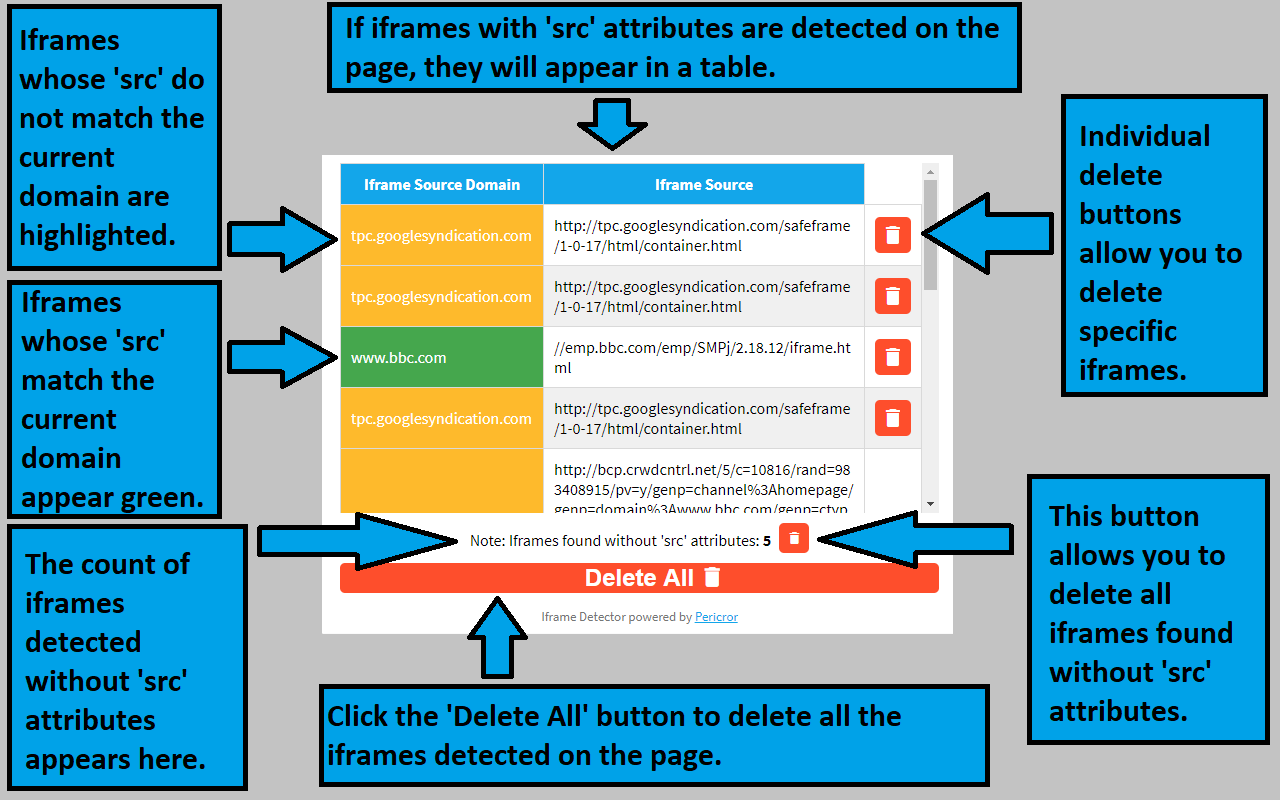 Iframes
whose 'src' do
not match the
current
domain are
highlighted.
If iframes with 'src' attributes are detected on the
page, they will appear in a table.
Individual
delete
buttons
allow you to
delete
specific
iframes.
Iframe Source Domain
Iframe Source
tpc.googlesyndication.com
http://tpc.googlesyndication.com/safeframe
/1-0-17/html/container.html
tpc.googlesyndication.com
http://tpc.googlesyndication.com/safeframe
/1-0-17/html/container.html
www.bbc.com
//emp.bbc.com/emp/SMPj/2.18.12/iframe.ht
ml
tpc.googlesyndication.com
http://tpc.googlesyndication.com/safeframe
/1-0-17/html/container.html
http://bcp.crwdcntrl.net/5/c=10816/rand=98
3408915/pv=y/genp=channel%3Ahomepage/
genp=domain%3Awww.bbc.com/genp=ctyp
Iframes
whose 'src'
match the
current
domain
appear green.
Note: Iframes found without 'src' attributes: 5
Delete All
Iframe Detector powered by Pericror
The count of
iframes
detected
without 'src'
attributes
appears here.
This button
allows you to
delete all
iframes found
without 'src'
attributes.
Click the 'Delete All' button to delete all the
iframes detected on the page.